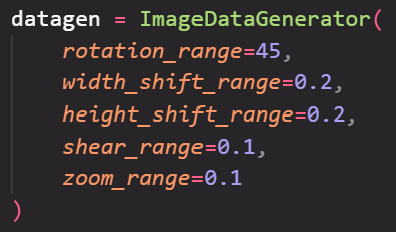 datagen = ImageDataGenerator(
    rotation_range=45,
    width_shift_range=0.2,
    height_shift_range=0.2,
    shear_range=0.1,
    zoom_range=0.1
)